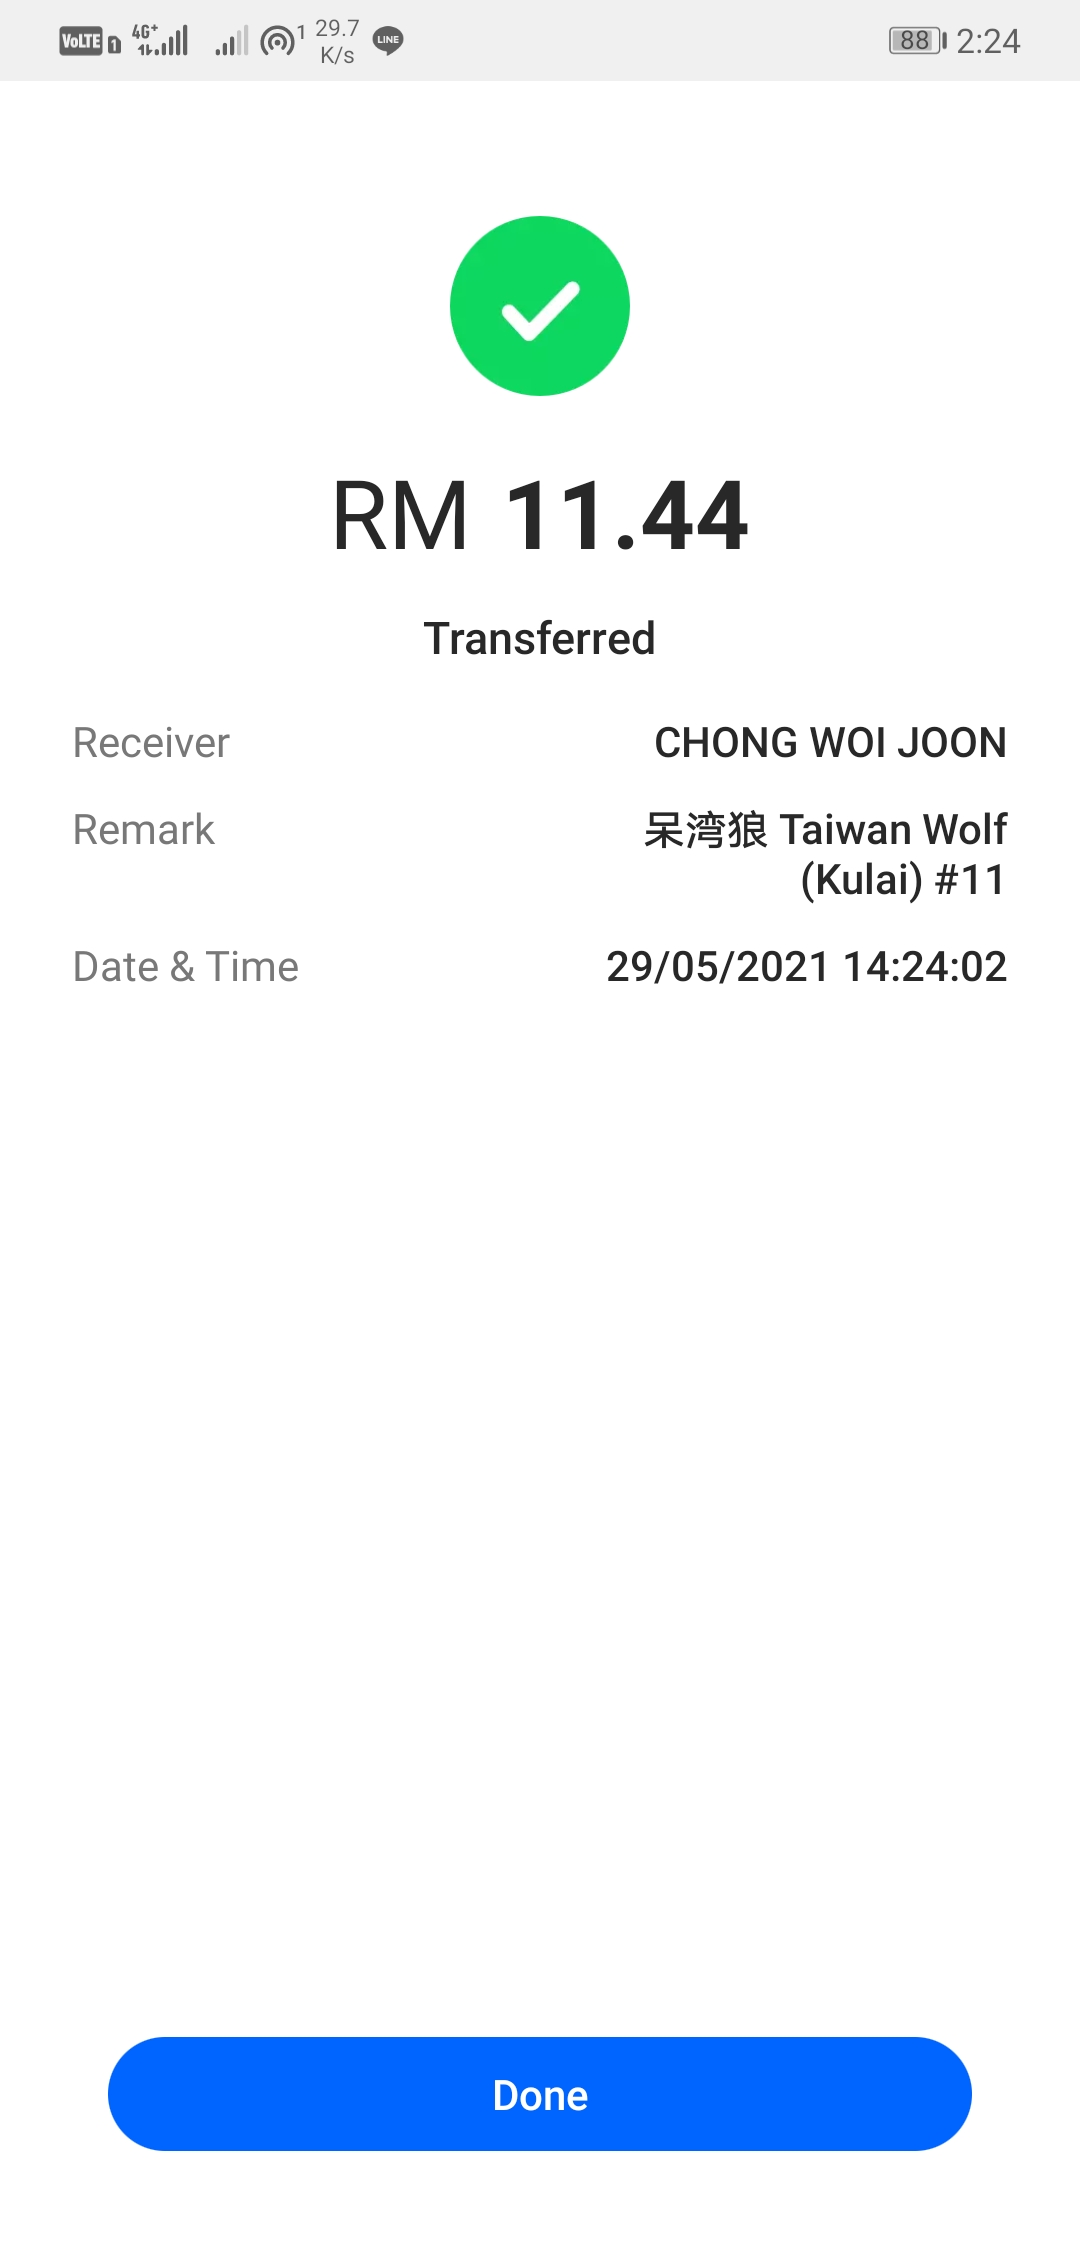 VoLTE 1 4G+ 1 29.7 K/s LINE 88 2:24
RM 11.44
Transferred
Receiver CHONG WOI JOON
Remark 呆湾狼 Taiwan Wolf
(Kulai) #11
Date & Time 29/05/2021 14:24:02
Done